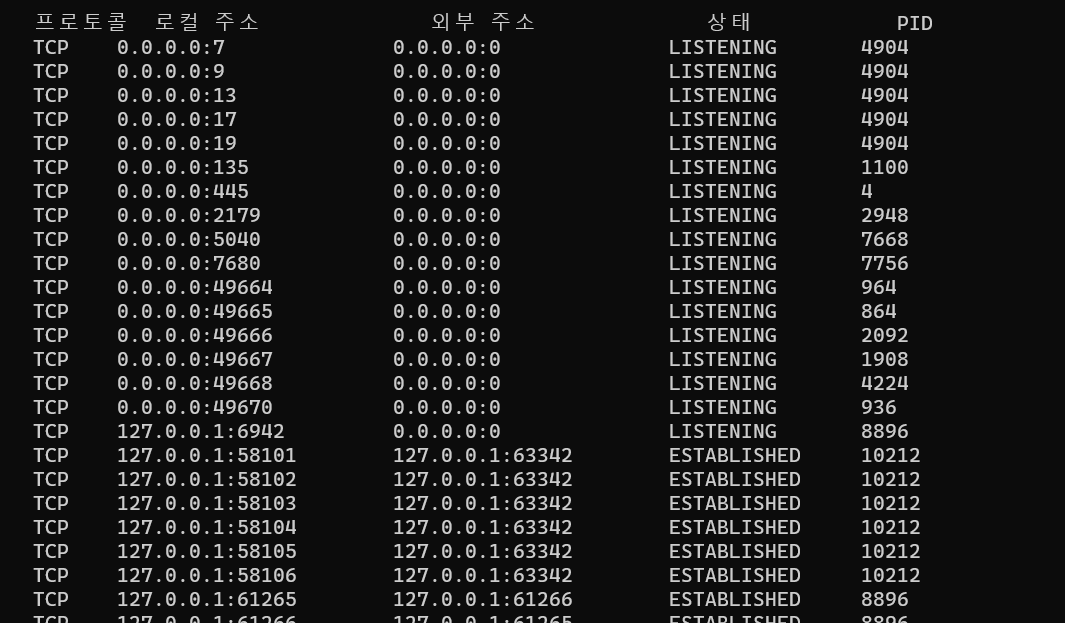 프로토콜 로컬 주소 외부 주소 상태 PID
TCP 0.0.0.0:7 0.0.0.0:0 LISTENING 4904
TCP 0.0.0.0:9 0.0.0.0:0 LISTENING 4904
TCP 0.0.0.0:13 0.0.0.0:0 LISTENING 4904
TCP 0.0.0.0:17 0.0.0.0:0 LISTENING 4904
TCP 0.0.0.0:19 0.0.0.0:0 LISTENING 4904
TCP 0.0.0.0:135 0.0.0.0:0 LISTENING 1100
TCP 0.0.0.0:445 0.0.0.0:0 LISTENING 4
TCP 0.0.0.0:2179 0.0.0.0:0 LISTENING 2948
TCP 0.0.0.0:5040 0.0.0.0:0 LISTENING 7668
TCP 0.0.0.0:7680 0.0.0.0:0 LISTENING 7756
TCP 0.0.0.0:49664 0.0.0.0:0 LISTENING 964
TCP 0.0.0.0:49665 0.0.0.0:0 LISTENING 864
TCP 0.0.0.0:49666 0.0.0.0:0 LISTENING 2092
TCP 0.0.0.0:49667 0.0.0.0:0 LISTENING 1908
TCP 0.0.0.0:49668 0.0.0.0:0 LISTENING 4224
TCP 0.0.0.0:49670 0.0.0.0:0 LISTENING 936
TCP 127.0.0.1:6942 0.0.0.0:0 LISTENING 8896
TCP 127.0.0.1:58101 127.0.0.1:63342 ESTABLISHED 10212
TCP 127.0.0.1:58102 127.0.0.1:63342 ESTABLISHED 10212
TCP 127.0.0.1:58103 127.0.0.1:63342 ESTABLISHED 10212
TCP 127.0.0.1:58104 127.0.0.1:63342 ESTABLISHED 10212
TCP 127.0.0.1:58105 127.0.0.1:63342 ESTABLISHED 10212
TCP 127.0.0.1:58106 127.0.0.1:63342 ESTABLISHED 10212
TCP 127.0.0.1:61265 127.0.0.1:61266 ESTABLISHED 8896
TCP 127.0.0.1:61266 127.0.0.1:61265 ESTABLISHED 8896